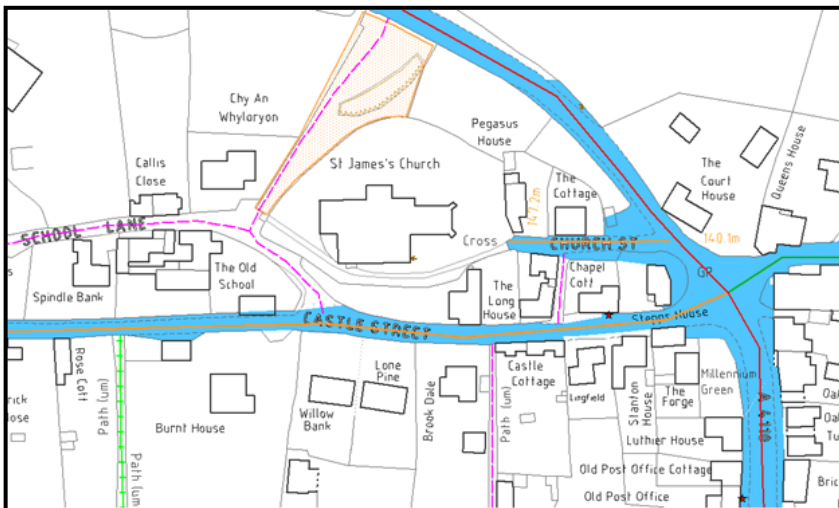 Chy An
Whyloryon
Callis
Close
SCHOOL LANE
St James's Church
Pegasus
House
The
Cottage
147.2m
The
Court
House
Queens House
140.1m
Cross
CHURCH ST
GP
Spindle Bank
The Old
School
The
Long
House
Chapel
Cott
Stepps House
CASTLE STREET
Rose Cott
Path (um)
Path (um)
Burnt House
Willow
Bank
Lone
Pine
Brook Dale
Path (um)
Castle
Cottage
Lingfield
Stanton
House
The
Forge
Millennium
Green
A 4110
Luthier House
Old Post Office Cottage
Old Post Office